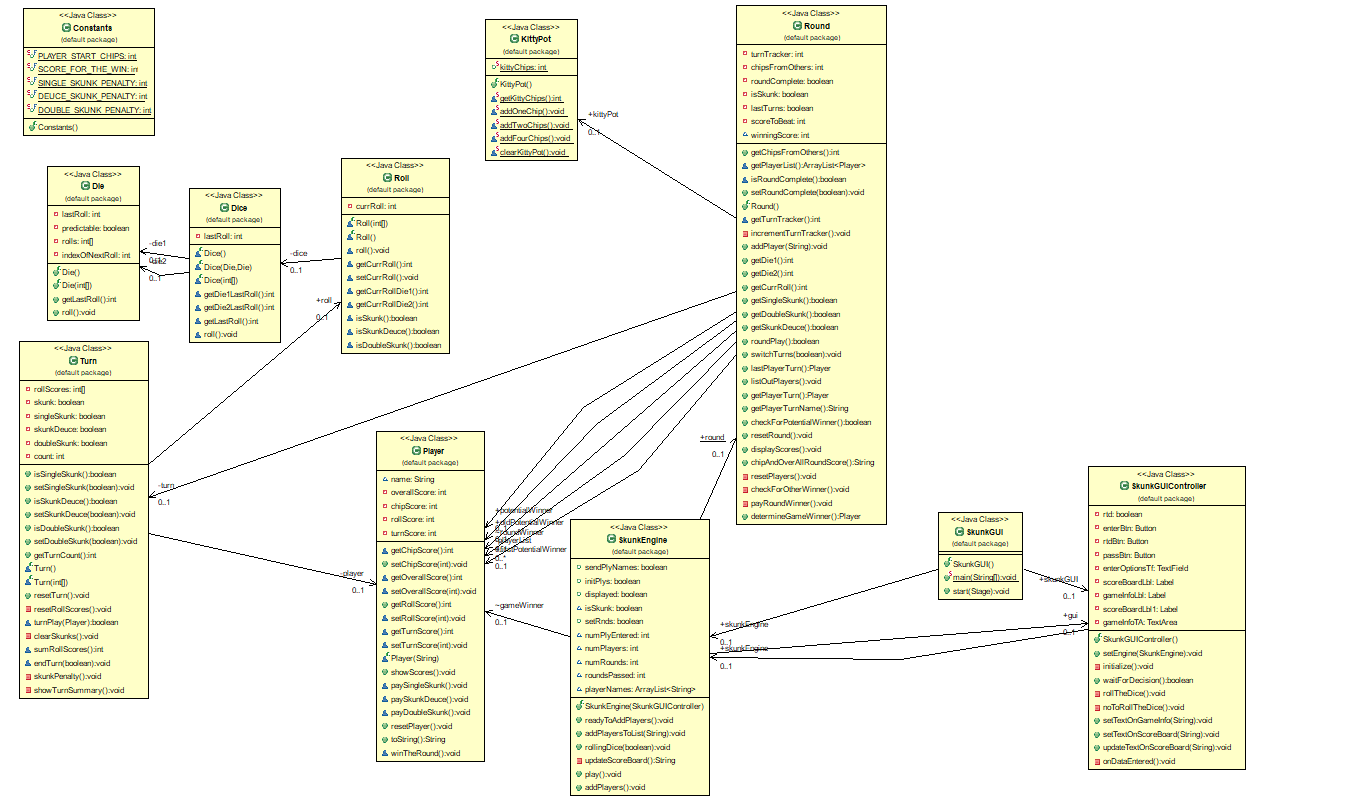 <<Java Class>>
Constants
(default package)
PLAYER_START_CHIPS: int
SCORE_FOR_THE_WIN: int
SINGLE_SKUNK_PENALTY: int
DEUCE_SKUNK_PENALTY: int
DOUBLE_SKUNK_PENALTY: int
Constants()
<<Java Class>>
KittyPot
(default package)
kittyChips: int
KittyPot()
getKittyChips():int
addOneChip():void
addTwoChips():void
addFourChips():void
clearKittyPot():void
+kittyPot
0..1
<<Java Class>>
Round
(default package)
turnTracker: int
chipsFromOthers: int
roundComplete: boolean
isSkunk: boolean
lastTurns: boolean
scoreToBeat: int
winningScore: int
getChipsFromOthers():int
getPlayerList():ArrayList<Player>
isRoundComplete():boolean
setRoundComplete(boolean):void
Round()
getTurnTracker():int
incrementTurnTracker():void
addPlayer(String):void
getDie1():int
getDie2():int
getCurrRoll():int
getSingleSkunk():boolean
getDoubleSkunk():boolean
getSkunkDeuce():boolean
roundPlay():boolean
switchTurns(boolean):void
lastPlayerTurn():Player
listOutPlayers():void
getPlayerTurn():Player
getPlayerTurnName():String
checkForPotentialWinner():boolean
resetRound():void
displayScores():void
chipAndOverAllRoundScore():String
resetPlayers():void
checkForOtherWinner():void
payRoundWinner():void
determineGameWinner():Player
<<Java Class>>
Die
(default package)
lastRoll: int
predictable: boolean
rolls: int[]
indexOfNextRoll: int
Die()
Die(int[])
getLastRoll():int
roll():void
-die1
0..1
<<Java Class>>
Dice
(default package)
lastRoll: int
Dice()
Dice(Die,Die)
Dice(int[])
getDie1LastRoll():int
getDie2LastRoll():int
getLastRoll():int
roll():void
-dice
0..1
<<Java Class>>
Roll
(default package)
currRoll: int
Roll(int[])
Roll()
roll():void
getCurrRoll():int
setCurrRoll():void
getCurrRollDie1():int
getCurrRollDie2():int
isSkunk():boolean
isSkunkDeuce():boolean
isDoubleSkunk():boolean
+roll
0..1
<<Java Class>>
Turn
(default package)
rollScores: int[]
skunk: boolean
singleSkunk: boolean
skunkDeuce: boolean
doubleSkunk: boolean
count: int
isSingleSkunk():boolean
setSingleSkunk(boolean):void
isSkunkDeuce():boolean
setSkunkDeuce(boolean):void
isDoubleSkunk():boolean
setDoubleSkunk(boolean):void
getTurnCount():int
Turn()
Turn(int[])
resetTurn():void
resetRollScores():void
turnPlay(Player):boolean
clearSkunks():void
sumRollScores():int
endTurn(boolean):void
skunkPenalty():void
showTurnSummary():void
-turn
0..1
-player
0..1
<<Java Class>>
Player
(default package)
name: String
overallScore: int
chipScore: int
rollScore: int
turnScore: int
getChipScore():int
setChipScore(int):void
getOverallScore():int
setOverallScore(int):void
getRollScore():int
setRollScore(int):void
getTurnScore():int
setTurnScore(int):void
Player(String)
showScores():void
paySingleSkunk():void
paySkunkDeuce():void
payDoubleSkunk():void
resetPlayer():void
toString():String
winTheRound():void
+potentialWinner
0..1
~gameWinner
0..1
+round
0..1
<<Java Class>>
SkunkEngine
(default package)
sendPlyNames: boolean
initPlys: boolean
displayed: boolean
isSkunk: boolean
setRnds: boolean
numPlyEntered: int
numPlayers: int
numRounds: int
roundsPassed: int
playerNames: ArrayList<String>
SkunkEngine(SkunkGUIController)
readyToAddPlayers():void
addPlayersToList(String):void
rollingDice(boolean):void
updateScoreBoard():String
play():void
addPlayers():void
+skunkEngine
0..1
+skunkEngine
0..1
<<Java Class>>
SkunkGUI
(default package)
SkunkGUI()
main(String[]):void
start(Stage):void
+skunkGUI
0..1
+gui
0..1
<<Java Class>>
SkunkGUIController
(default package)
rtd: boolean
enterBtn: Button
rtdBtn: Button
passBtn: Button
enterOptionsTf: TextField
scoreBoardLbl: Label
gameInfoLbl: Label
scoreBoardLbl1: Label
gameInfoTA: TextArea
SkunkGUIController()
setEngine(SkunkEngine):void
initialize():void
waitForDecision():boolean
rollTheDice():void
noToRollTheDice():void
setTextOnGameInfo(String):void
setTextOnScoreBoard(String):void
updateTextOnScoreBoard(String):void
onDataEntered():void